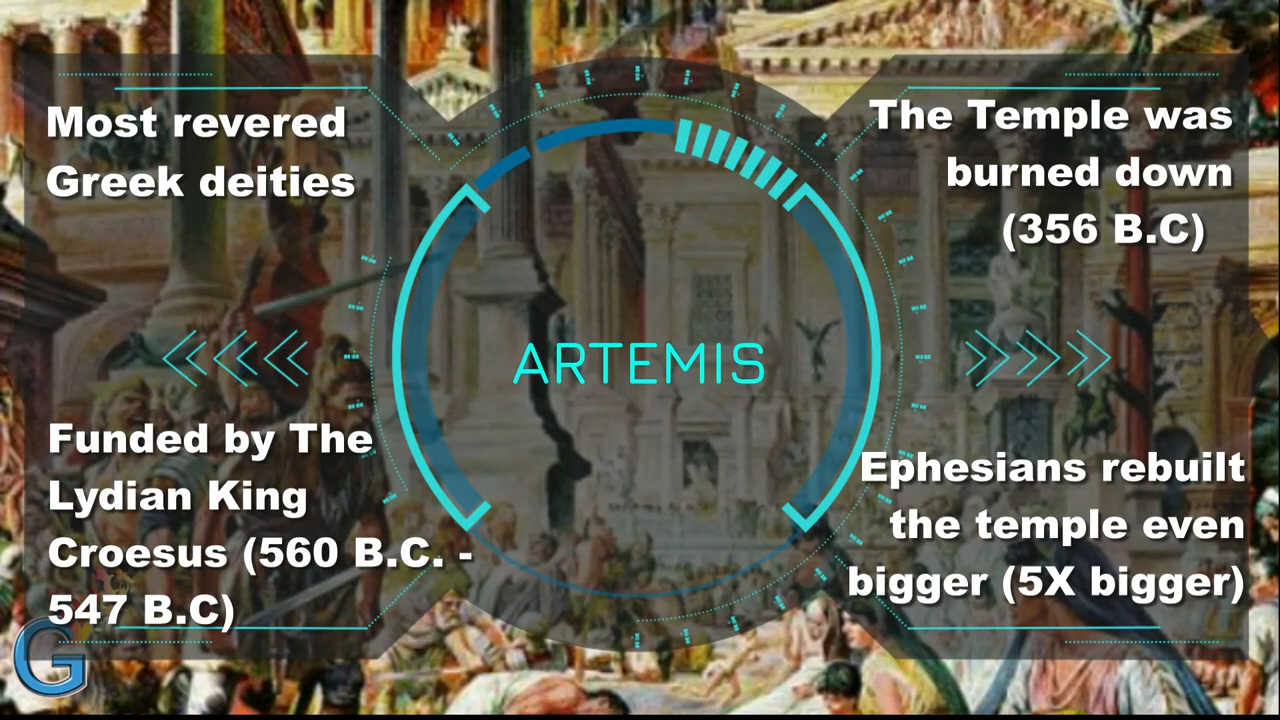 Most revered
Greek deities
The Temple was
burned down
(356 B.C)
ARTEMIS
Funded by The
Lydian King
Croesus (560 B.C. -
547 B.C)
Ephesians rebuilt
the temple even
bigger (5X bigger)
G